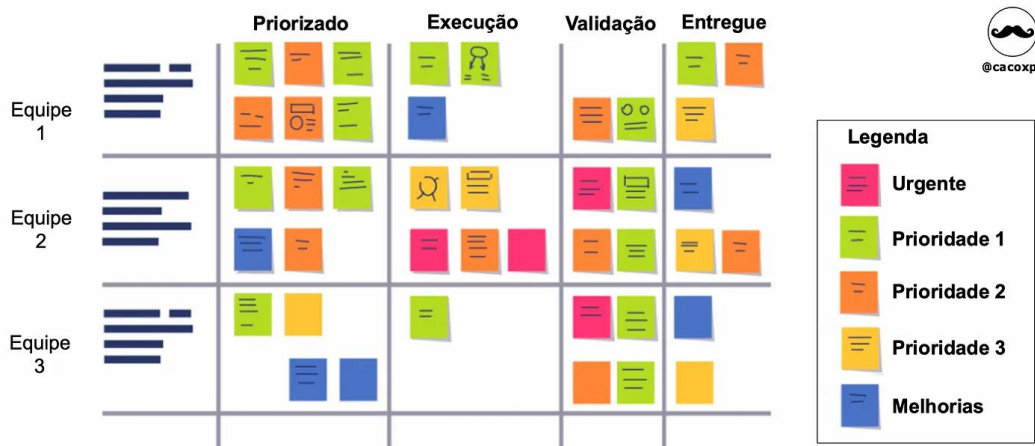 Priorizado
Execução
Validação
Entregue
@cacoxp
Equipe
1
Equipe
2
Equipe
3
Legenda
Urgente
Prioridade 1
Prioridade 2
Prioridade 3
Melhorias